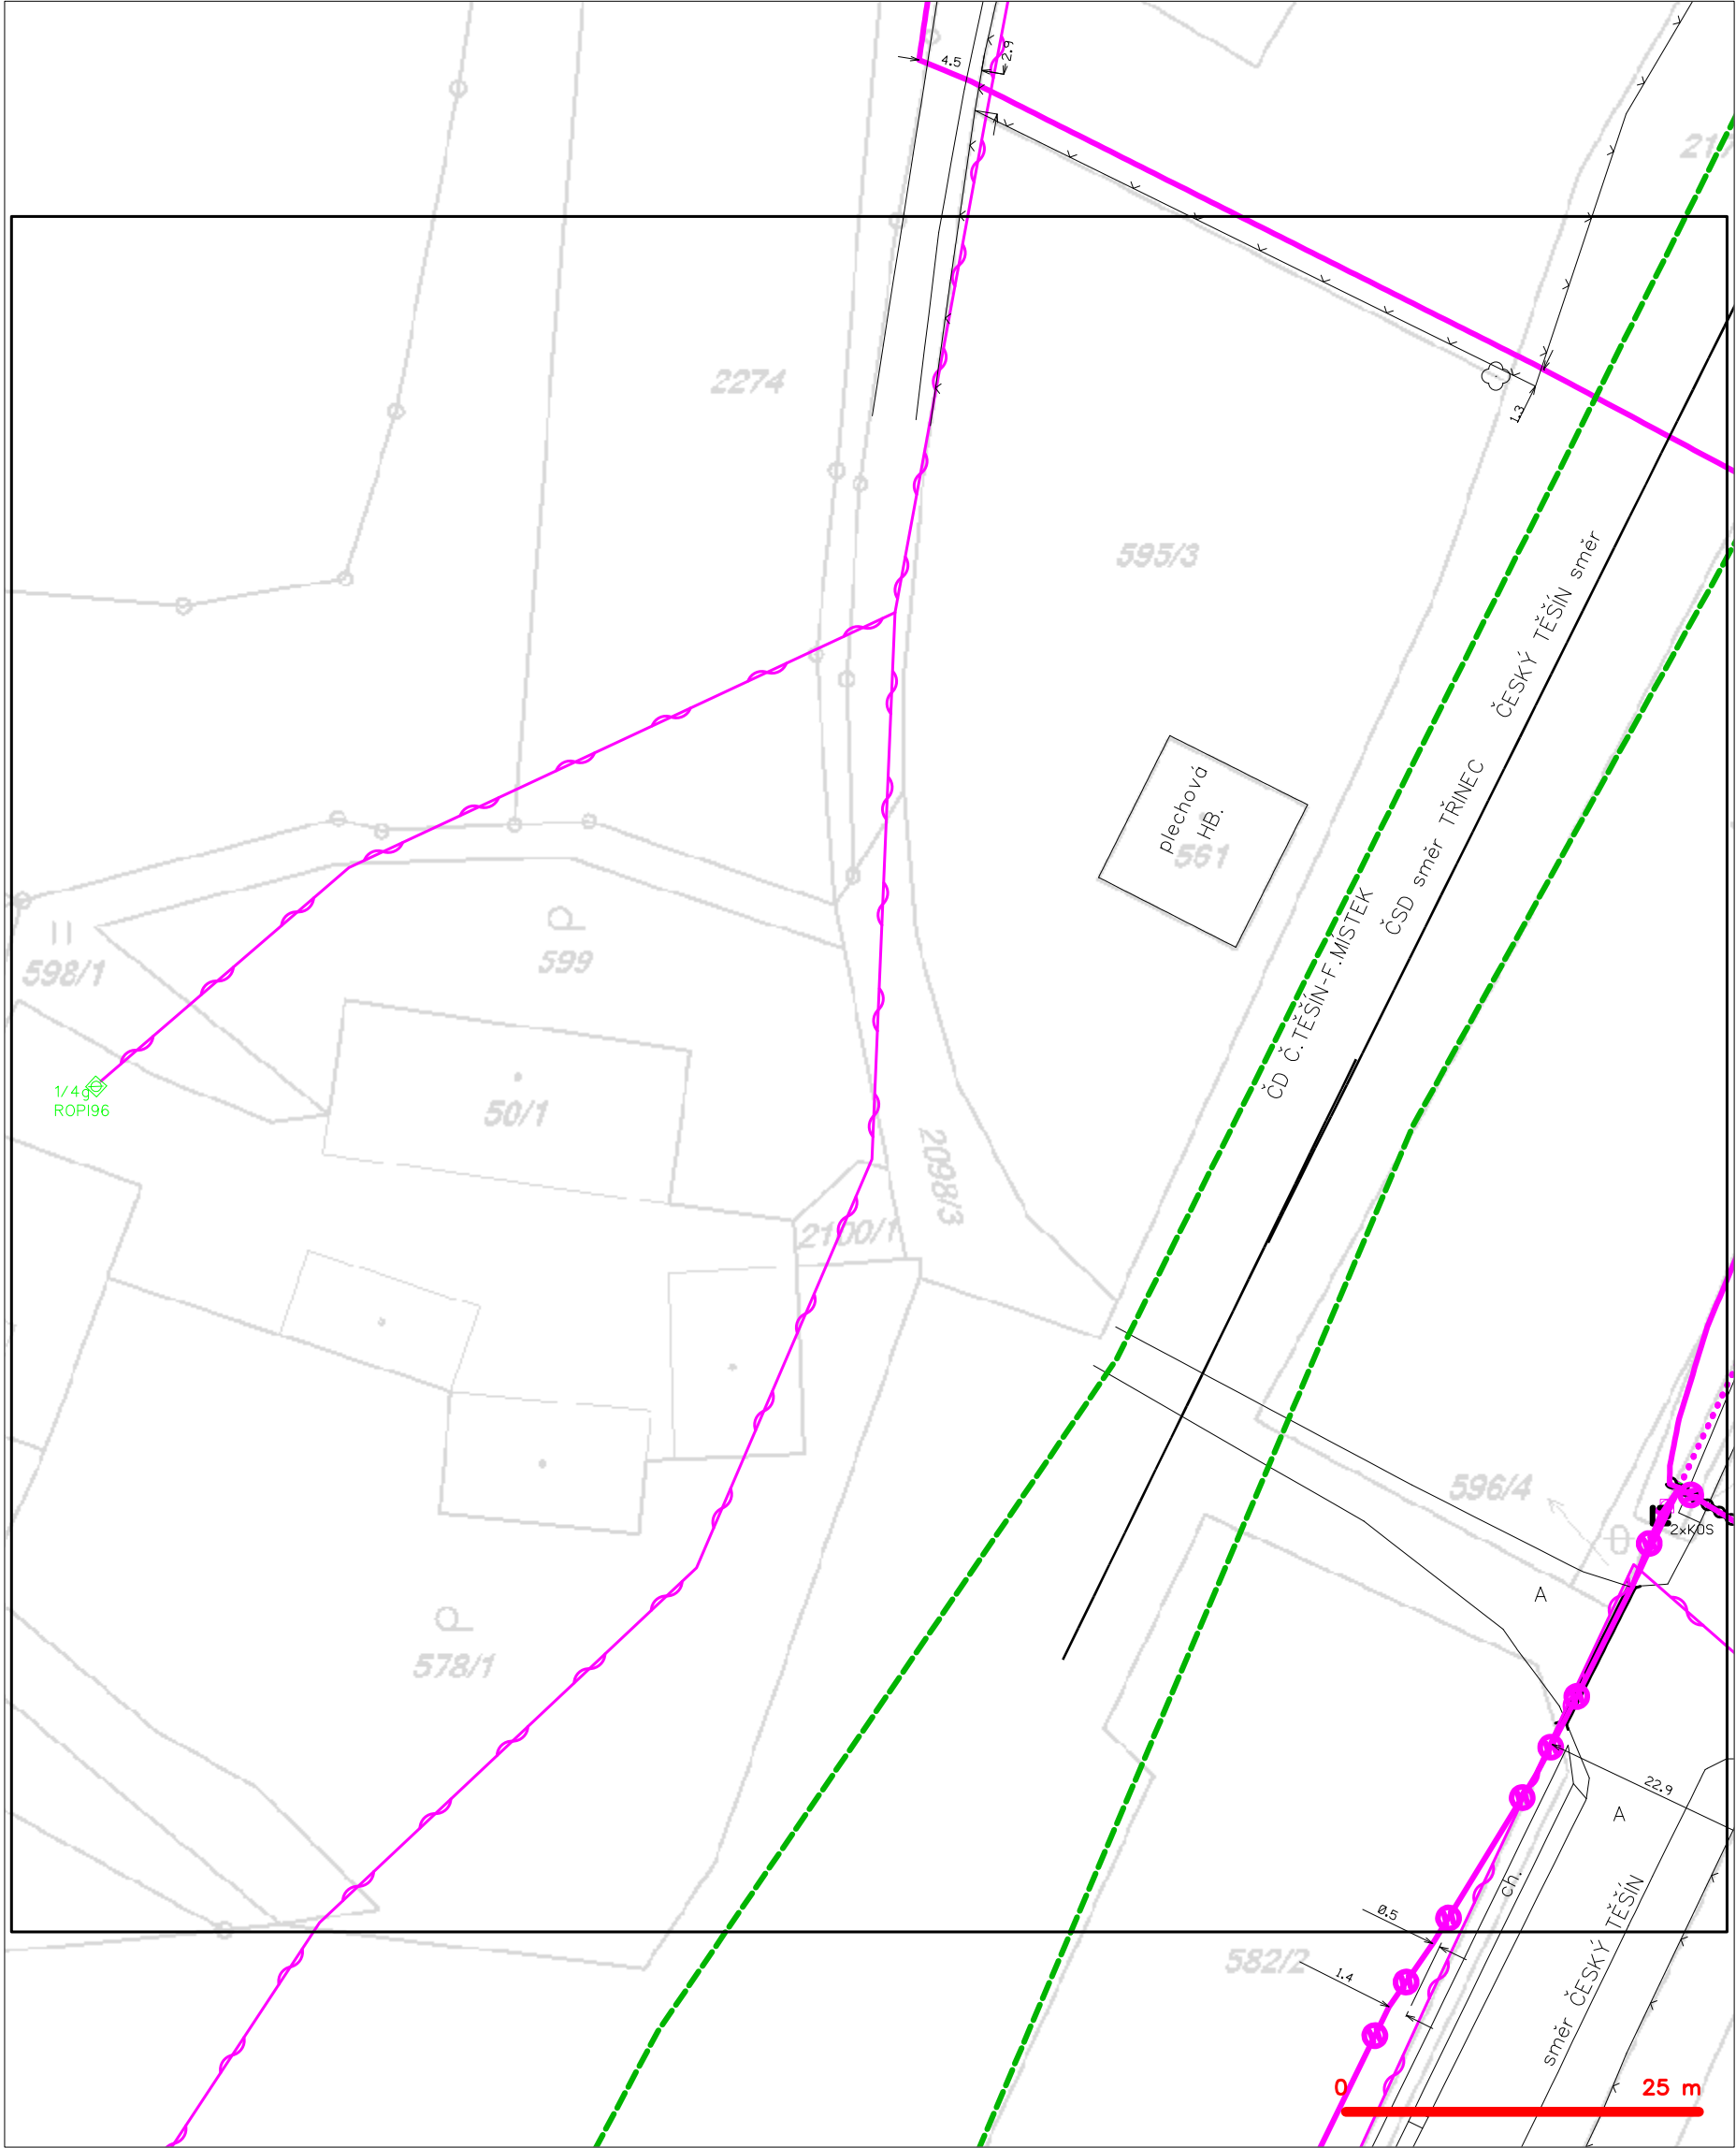 4.5
2.9
217
2274
1.3
595/3
ČESKÝ TĚŠÍN směr
ČSD směr TŘINEC
ČD Č.TĚŠÍN-F.MÍSTEK
plechová
HB.
561
598/1
599
1/4g
ROPI96
50/1
2098/3
2100/1
596/4
2xKOS
A
578/1
22.9
A
ch.
0.5
1.4
582/2
směr ČESKÝ TĚŠÍN
0
25 m